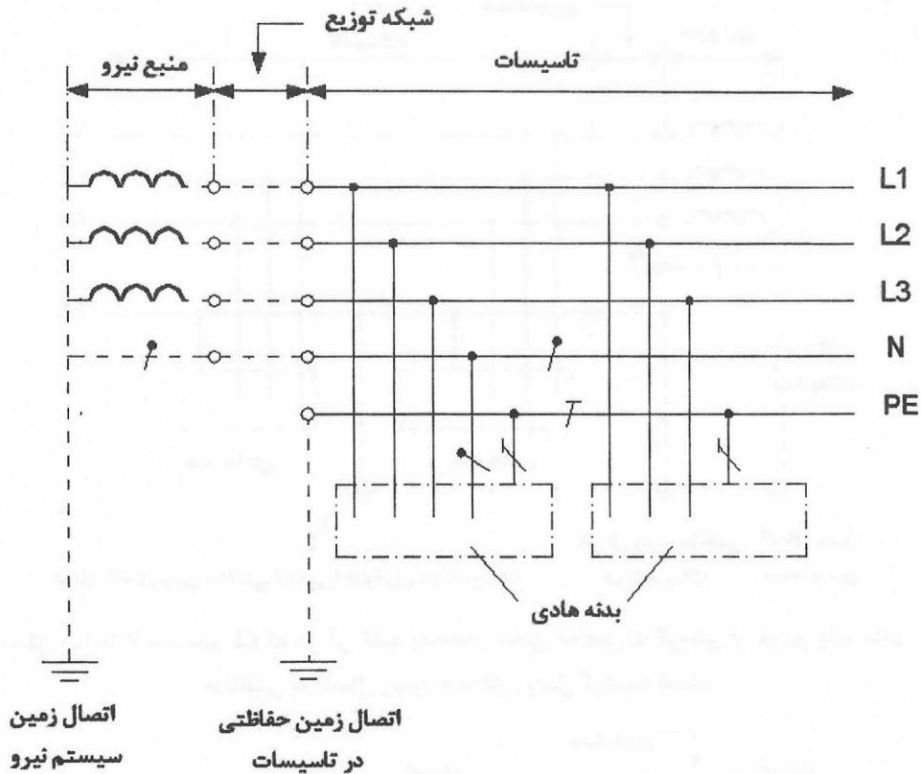 شبکه توزیع
منبع نیرو
تاسیسات
L1
L2
L3
N
PE
بدنه هادی
اتصال زمین
سیستم نیرو
اتصال زمین حفاظتی
در تاسیسات